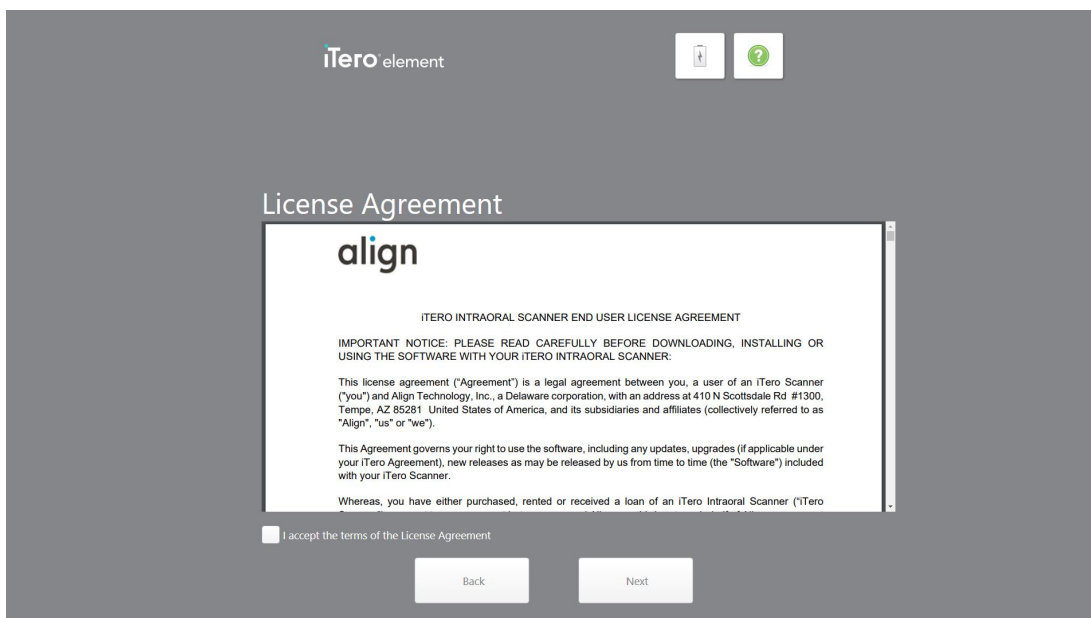 iTero element
License Agreement
align
iTERO INTRAORAL SCANNER END USER LICENSE AGREEMENT
IMPORTANT NOTICE: PLEASE READ CAREFULLY BEFORE DOWNLOADING, INSTALLING OR
USING THE SOFTWARE WITH YOUR iTERO INTRAORAL SCANNER:
This license agreement ("Agreement") is a legal agreement between you, a user of an iTero Scanner
("you") and Align Technology, Inc., a Delaware corporation, with an address at 410 N Scottsdale Rd #1300,
Tempe, AZ 85281 United States of America, and its subsidiaries and affiliates (collectively referred to as
"Align", "us" or "we").
This Agreement governs your right to use the software, including any updates, upgrades (if applicable under
your iTero Agreement), new releases as may be released by us from time to time (the "Software") included
with your iTero Scanner.
Whereas, you have either purchased, rented or received a loan of an iTero Intraoral Scanner ("iTero
I accept the terms of the License Agreement
Back
Next